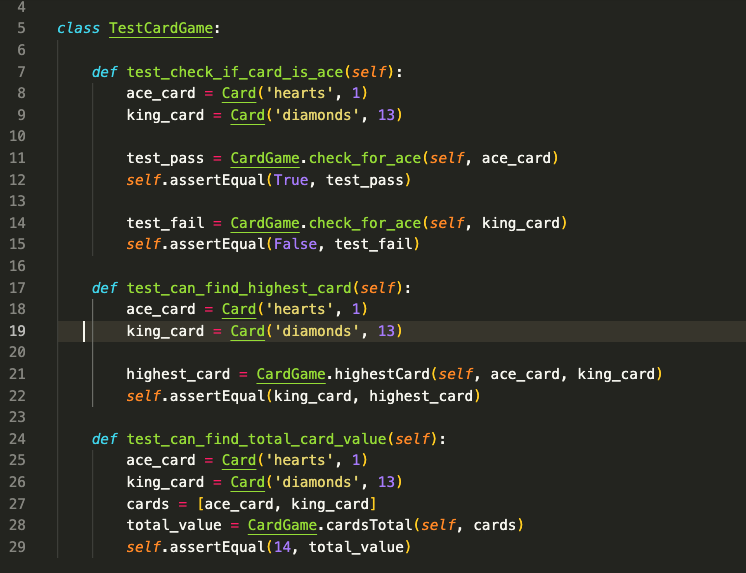 4
5 class TestCardGame:
6
7 def test_check_if_card_is_ace(self):
8 ace_card = Card('hearts', 1)
9 king_card = Card('diamonds', 13)
10
11 test_pass = CardGame.check_for_ace(self, ace_card)
12 self.assertEqual(True, test_pass)
13
14 test_fail = CardGame.check_for_ace(self, king_card)
15 self.assertEqual(False, test_fail)
16
17 def test_can_find_highest_card(self):
18 ace_card = Card('hearts', 1)
19 king_card = Card('diamonds', 13)
20
21 highest_card = CardGame.highestCard(self, ace_card, king_card)
22 self.assertEqual(king_card, highest_card)
23
24 def test_can_find_total_card_value(self):
25 ace_card = Card('hearts', 1)
26 king_card = Card('diamonds', 13)
27 cards = [ace_card, king_card]
28 total_value = CardGame.cardsTotal(self, cards)
29 self.assertEqual(14, total_value)